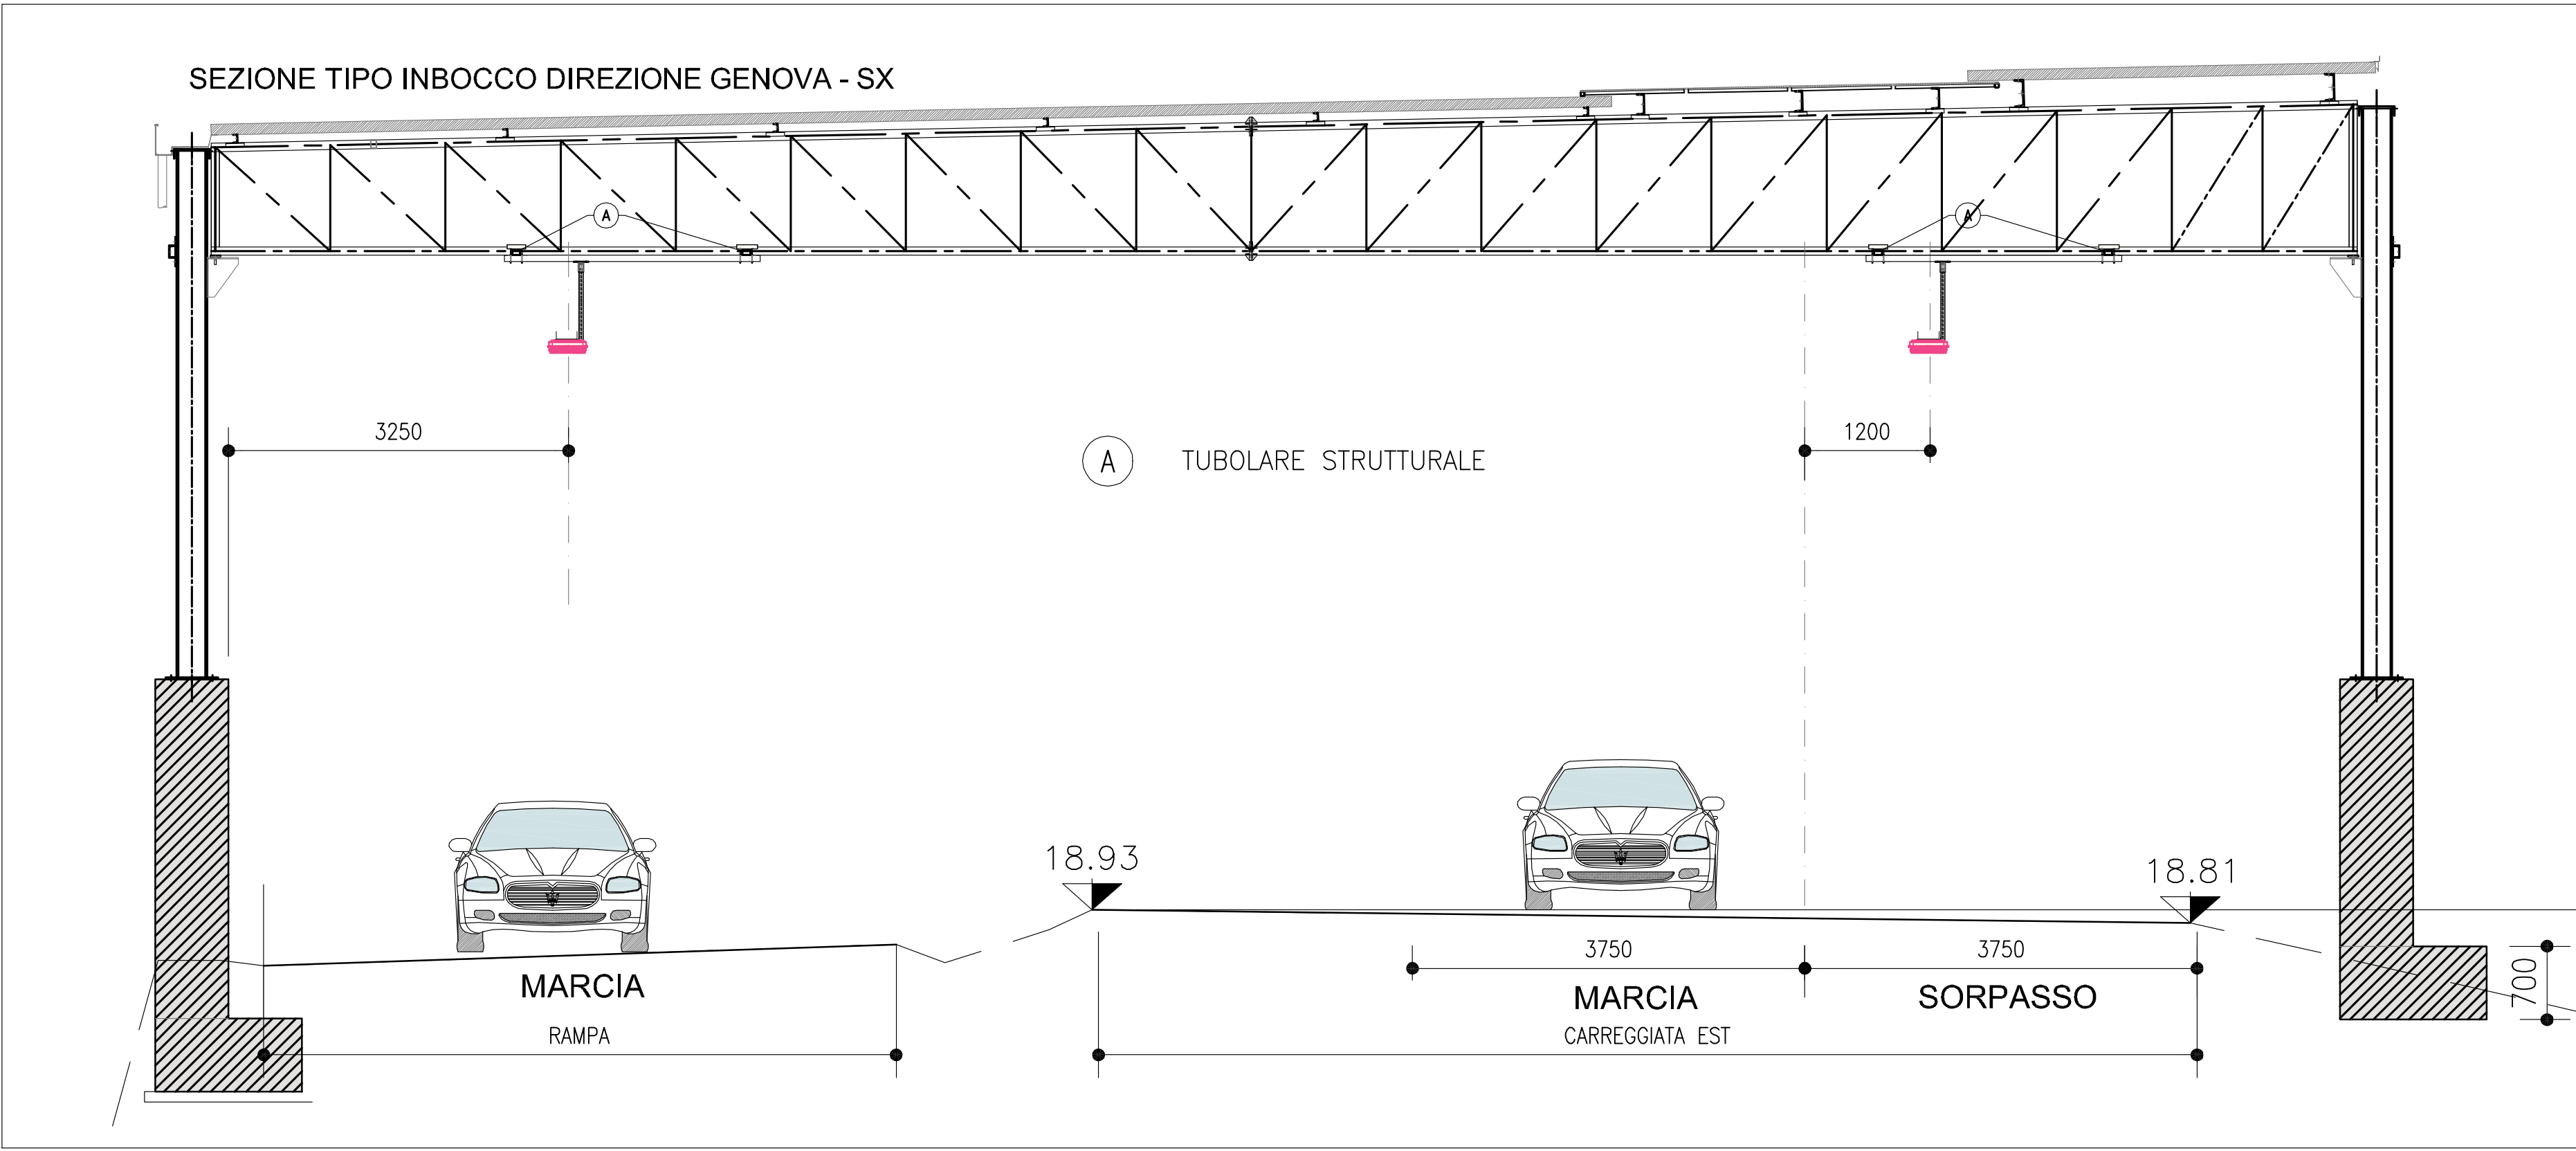 SEZIONE TIPO INBOCCO DIREZIONE GENOVA - SX
A
A
3250
A TUBOLARE STRUTTURALE
1200
18.93
18.81
3750
3750
MARCIA
MARCIA
SORPASSO
700
RAMPA
CARREGGIATA EST